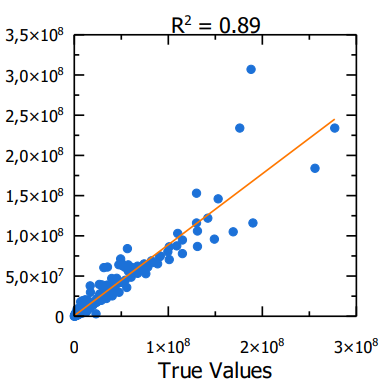 R² = 0.89
3,5×10⁸
3,0×10⁸
2,5×10⁸
2,0×10⁸
1,5×10⁸
1,0×10⁸
5,0×10⁷
0
0 1×10⁸ 2×10⁸ 3×10⁸
True Values